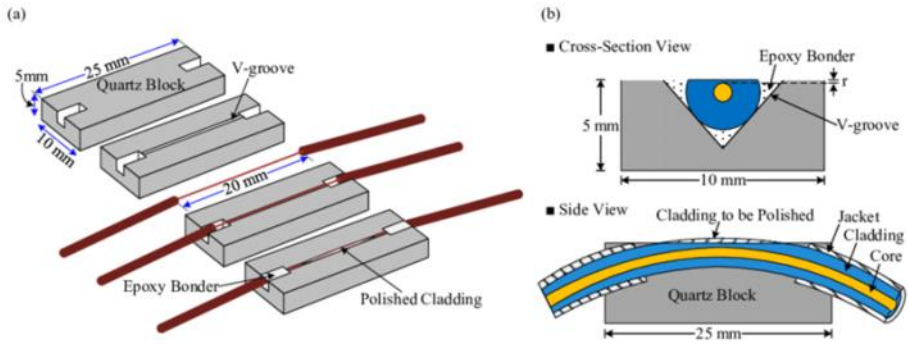 (a)
25 mm
V-groove
5mm
Quartz Block
10 mm
20 mm
Epoxy Bonder
Polished Cladding
(b)
■ Cross-Section View
Epoxy Bonder
r
5 mm
V-groove
10 mm
■ Side View
Cladding to be Polished
Jacket
Cladding
Core
Quartz Block
25 mm